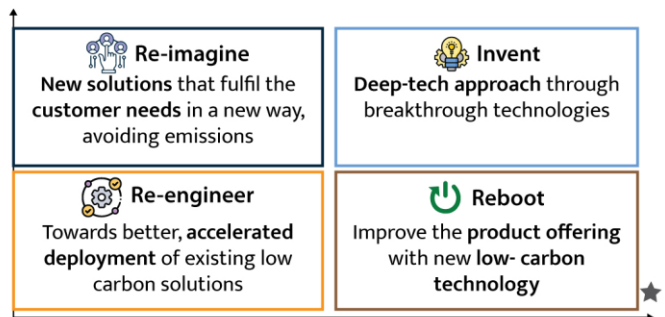 Re-imagine
New solutions that fulfil the
customer needs in a new way,
avoiding emissions
Invent
Deep-tech approach through
breakthrough technologies
Re-engineer
Towards better, accelerated
deployment of existing low
carbon solutions
Reboot
Improve the product offering
with new low- carbon
technology